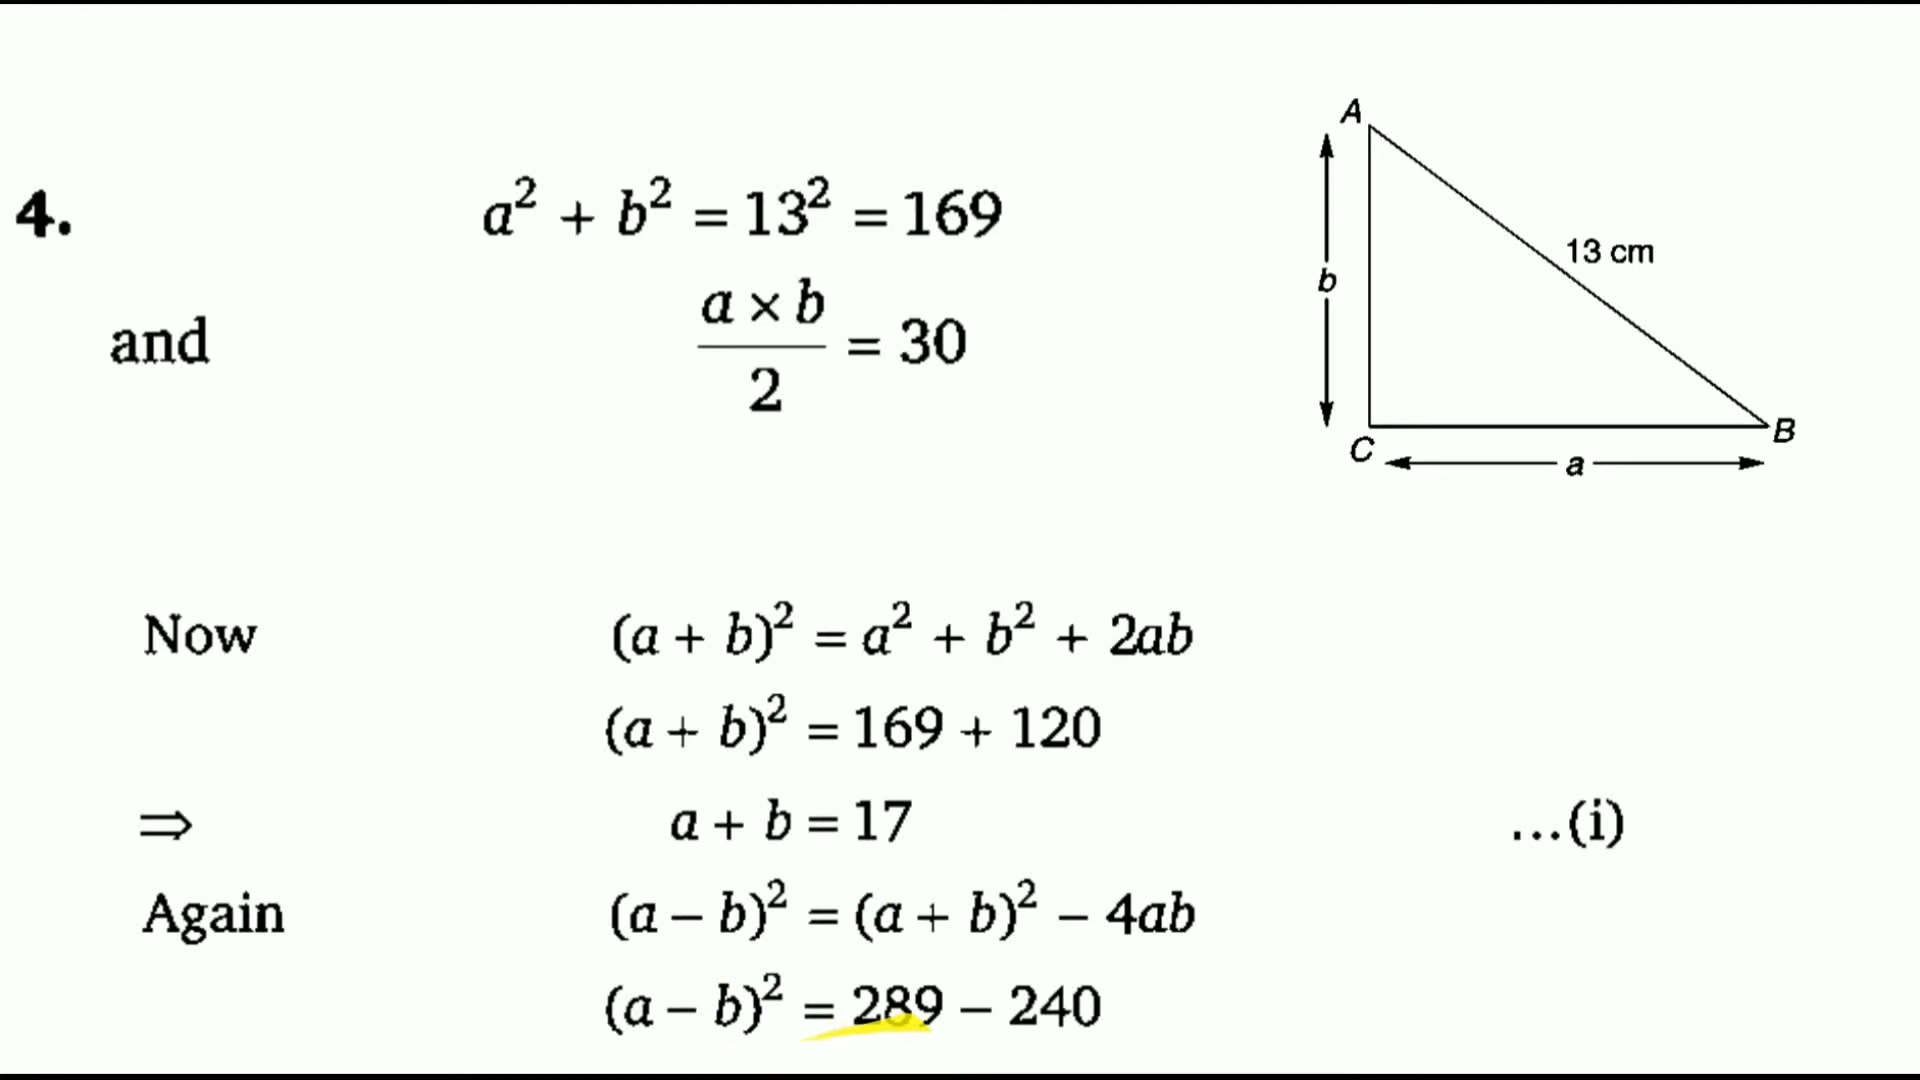 4. a² + b² = 13² = 169
and a × b / 2 = 30
A
b
13 cm
C
B
a
Now (a + b)² = a² + b² + 2ab
(a + b)² = 169 + 120
⇒ a + b = 17 ...(i)
Again (a − b)² = (a + b)² − 4ab
(a − b)² = 289 − 240